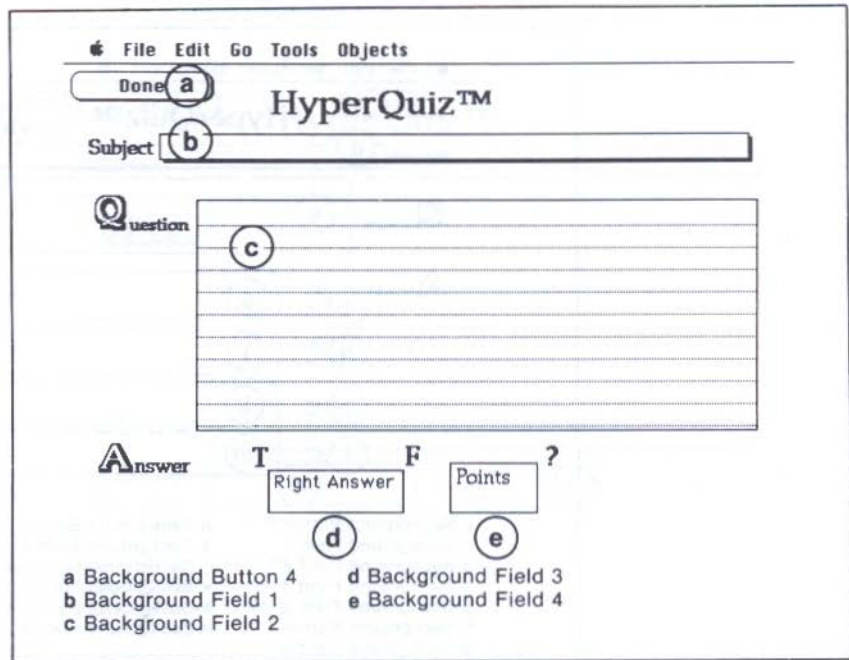 File Edit Go Tools Objects
Done a
HyperQuiz™
Subject b
Question
c
Answer T F ?
Right Answer Points
d e
a Background Button 4 d Background Field 3
b Background Field 1 e Background Field 4
c Background Field 2